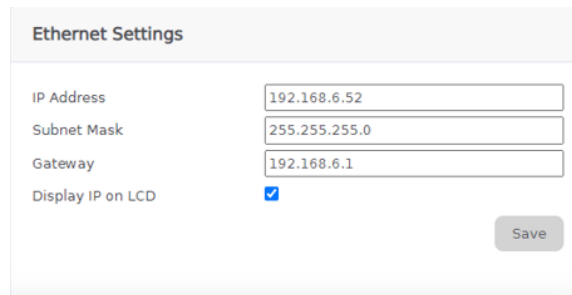 Ethernet Settings
IP Address 192.168.6.52
Subnet Mask 255.255.255.0
Gateway 192.168.6.1
Display IP on LCD
Save